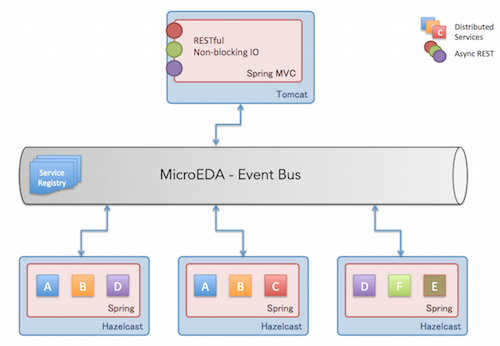 RESTful
Non-blocking IO
Spring MVC
Tomcat
Distributed
Services
C
Async REST
Service
Registry
MicroEDA - Event Bus
A B D
Spring
Hazelcast
A B C
Spring
Hazelcast
D F E
Spring
Hazelcast